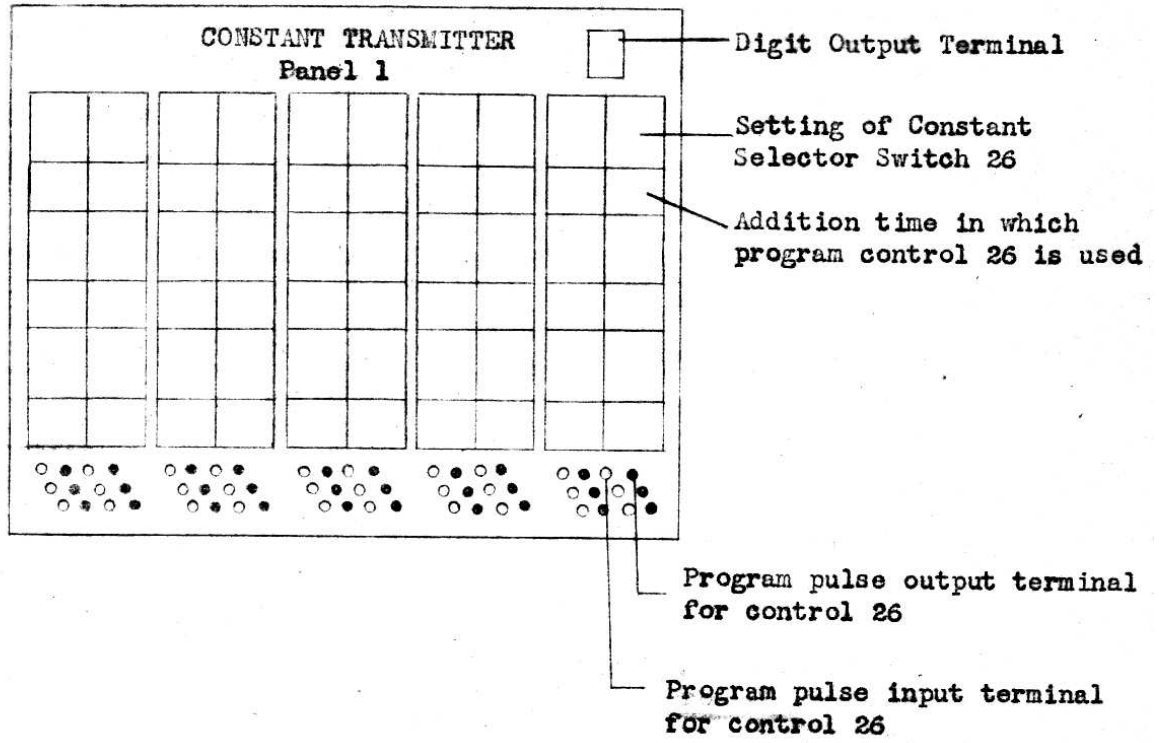 CONSTANT TRANSMITTER
Panel 1
Digit Output Terminal
Setting of Constant
Selector Switch 26
Addition time in which
program control 26 is used
Program pulse output terminal
for control 26
Program pulse input terminal
for control 26